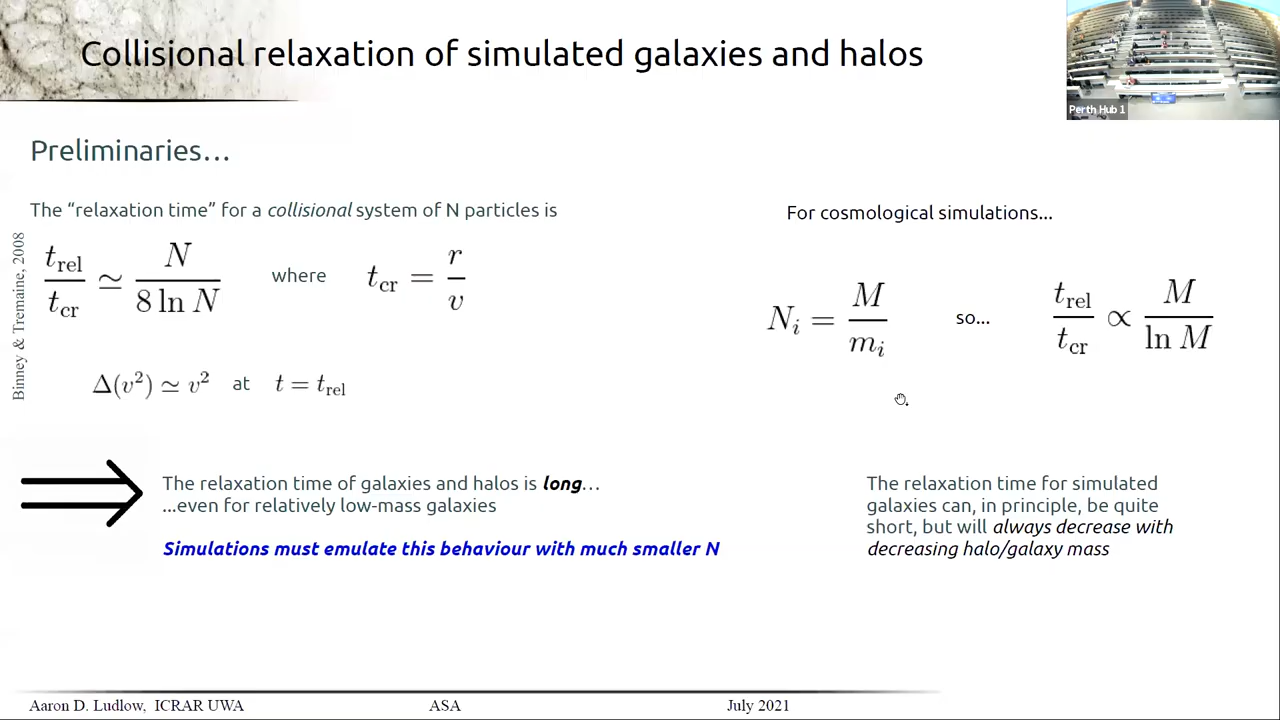 Collisional relaxation of simulated galaxies and halos
Perth Hub 1
Preliminaries…
The “relaxation time” for a collisional system of N particles is
Binney & Tremaine, 2008
t_rel / t_cr ≃ N / 8 ln N where t_cr = r / v
Δ(v²) ≃ v² at t = t_rel
The relaxation time of galaxies and halos is long…
...even for relatively low-mass galaxies
Simulations must emulate this behaviour with much smaller N
For cosmological simulations...
N_i = M / m_i so... t_rel / t_cr ∝ M / ln M
The relaxation time for simulated
galaxies can, in principle, be quite
short, but will always decrease with
decreasing halo/galaxy mass
Aaron D. Ludlow, ICRAR UWA ASA July 2021